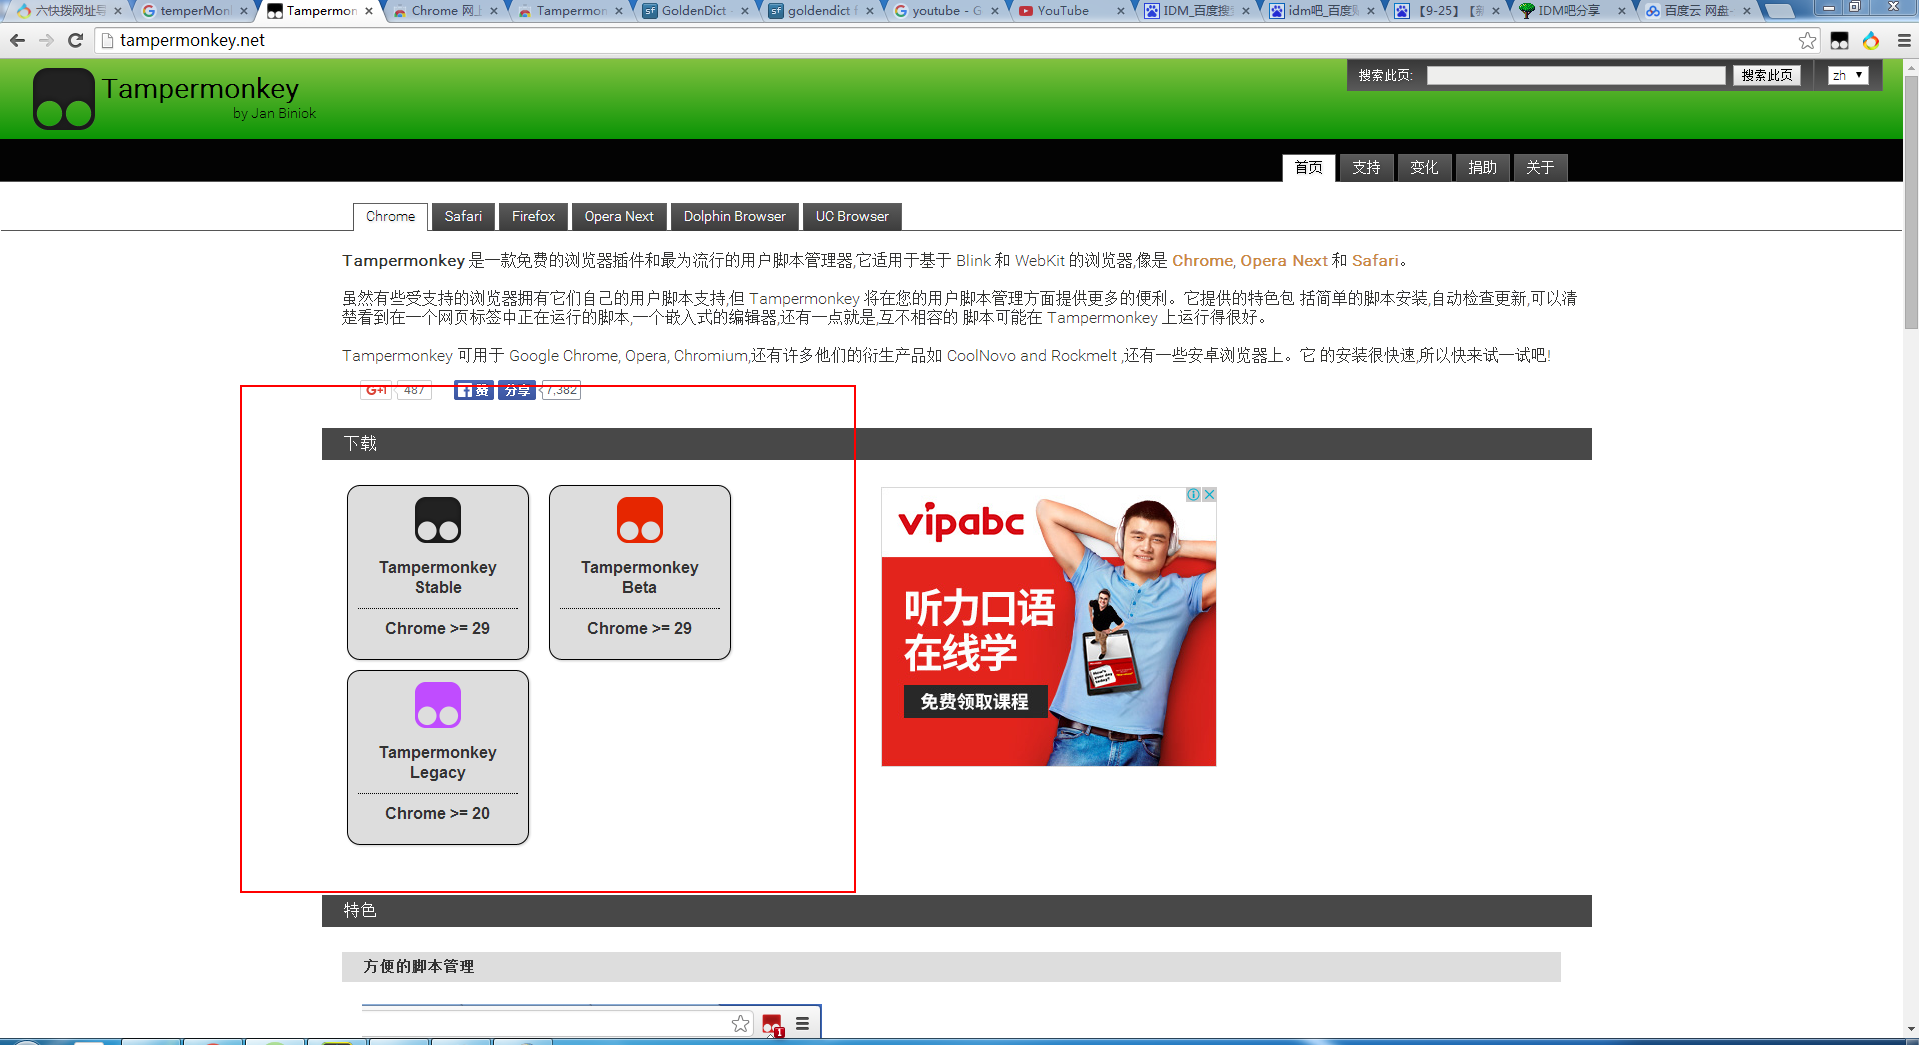 六快拨网址导
temperMon
Tampermon
Chrome 网上
Tampermon
GoldenDict -
goldendict f
youtube - G
YouTube
IDM_百度搜索
idm吧_百度贴
【9-25】【新
IDM吧分享
百度云 网盘-
tampermonkey.net
Tampermonkey
by Jan Biniok
搜索此页:
搜索此页
zh
首页
支持
变化
捐助
关于
Chrome
Safari
Firefox
Opera Next
Dolphin Browser
UC Browser
Tampermonkey 是一款免费的浏览器插件和最为流行的用户脚本管理器,它适用于基于 Blink 和 WebKit 的浏览器,像是 Chrome, Opera Next 和 Safari。
虽然有些受支持的浏览器拥有它们自己的用户脚本支持,但 Tampermonkey 将在您的用户脚本管理方面提供更多的便利。它提供的特色包 括简单的脚本安装,自动检查更新,可以清
楚看到在一个网页标签中正在运行的脚本,一个嵌入式的编辑器,还有一点就是,互不相容的 脚本可能在 Tampermonkey 上运行得很好。
Tampermonkey 可用于 Google Chrome, Opera, Chromium,还有许多他们的衍生产品如 CoolNovo and Rockmelt ,还有一些安卓浏览器上。它 的安装很快速,所以快来试一试吧!
G+1
487
赞
分享
7,382
下载
Tampermonkey
Stable
Chrome >= 29
Tampermonkey
Beta
Chrome >= 29
Tampermonkey
Legacy
Chrome >= 20
vipabc
听力口语
在线学
免费领取课程
特色
方便的脚本管理
1